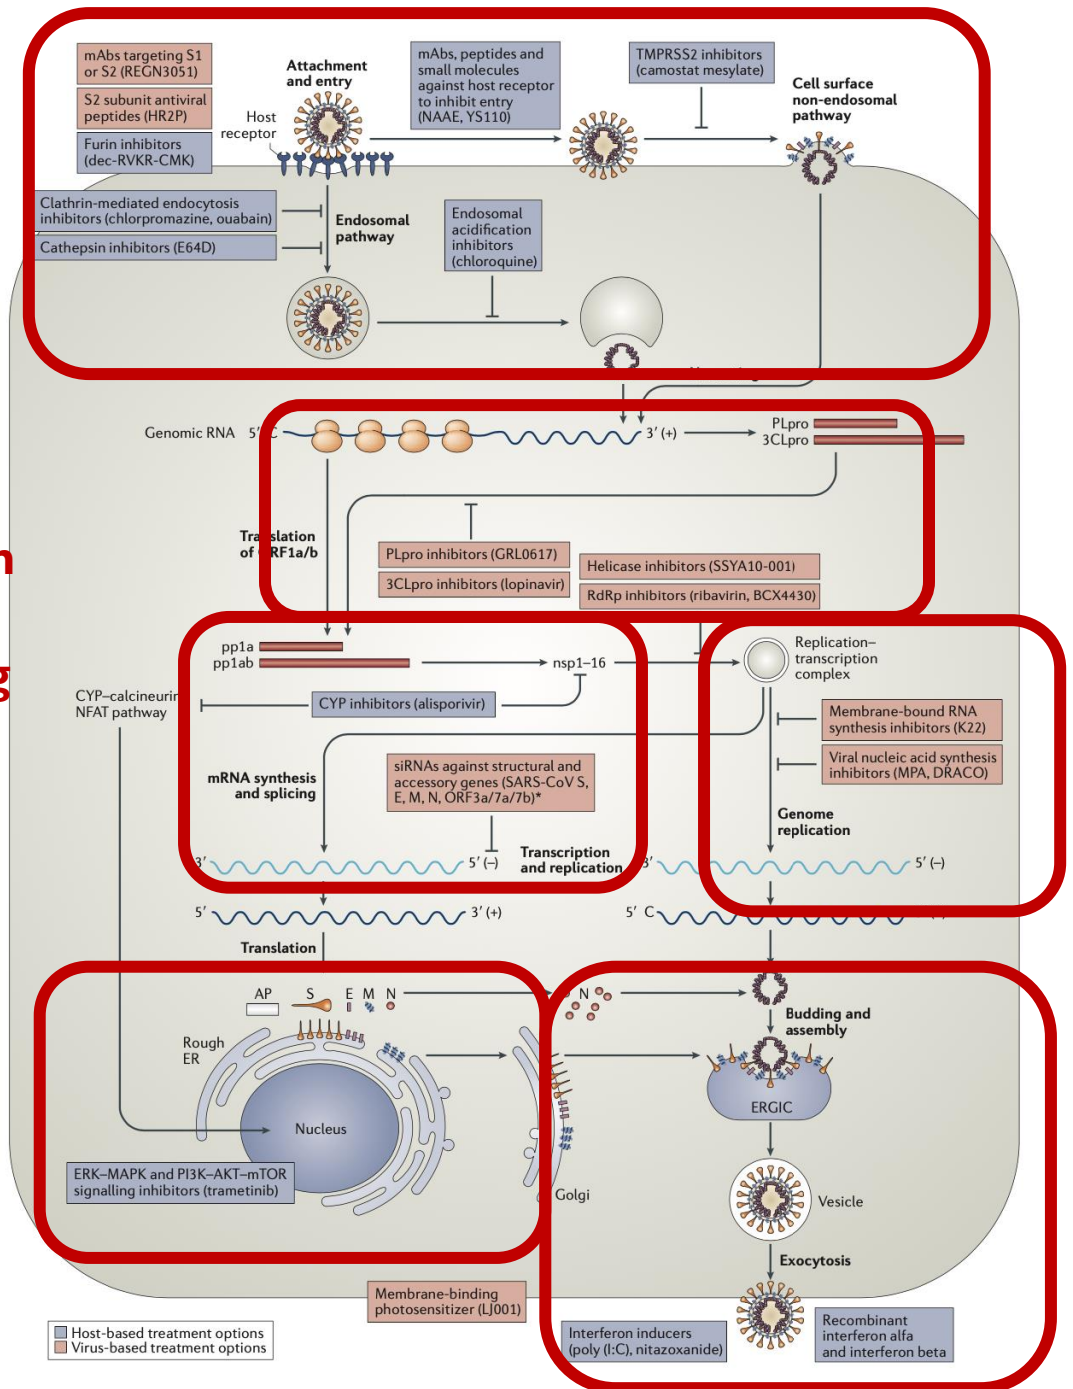 mAbs targeting S1
or S2 (REGN3051)
S2 subunit antiviral
peptides (HR2P)
Furin inhibitors
(dec-RVKR-CMK)
Attachment
and entry
Host
receptor
mAbs, peptides and
small molecules
against host receptor
to inhibit entry
(NAAE, YS110)
TMPRSS2 inhibitors
(camostat mesylate)
Cell surface
non-endosomal
pathway
Clathrin-mediated endocytosis
inhibitors (chlorpromazine, ouabain)
Cathepsin inhibitors (E64D)
Endosomal
pathway
Endosomal
acidification
inhibitors
(chloroquine)
Genomic RNA 5′ C
3′ (+)
PLpro
3CLpro
Translation
of ORF1a/b
PLpro inhibitors (GRL0617)
3CLpro inhibitors (lopinavir)
Helicase inhibitors (SSYA10-001)
RdRp inhibitors (ribavirin, BCX4430)
n
g
pp1a
pp1ab
nsp1–16
Replication–
transcription
complex
CYP–calcineurin
NFAT pathway
CYP inhibitors (alisporivir)
Membrane-bound RNA
synthesis inhibitors (K22)
Viral nucleic acid synthesis
inhibitors (MPA, DRACO)
mRNA synthesis
and splicing
siRNAs against structural and
accessory genes (SARS-CoV S,
E, M, N, ORF3a/7a/7b)*
Genome
replication
3′ 5′ (–)
Transcription
and replication
3′ 5′ (–)
5′ 3′ (+)
5′ C
Translation
AP S E M N
N
Budding and
assembly
Rough
ER
Nucleus
ERGIC
ERK–MAPK and PI3K–AKT–mTOR
signalling inhibitors (trametinib)
Golgi
Vesicle
Exocytosis
Membrane-binding
photosensitizer (LJ001)
Interferon inducers
(poly (I:C), nitazoxanide)
Recombinant
interferon alfa
and interferon beta
Host-based treatment options
Virus-based treatment options